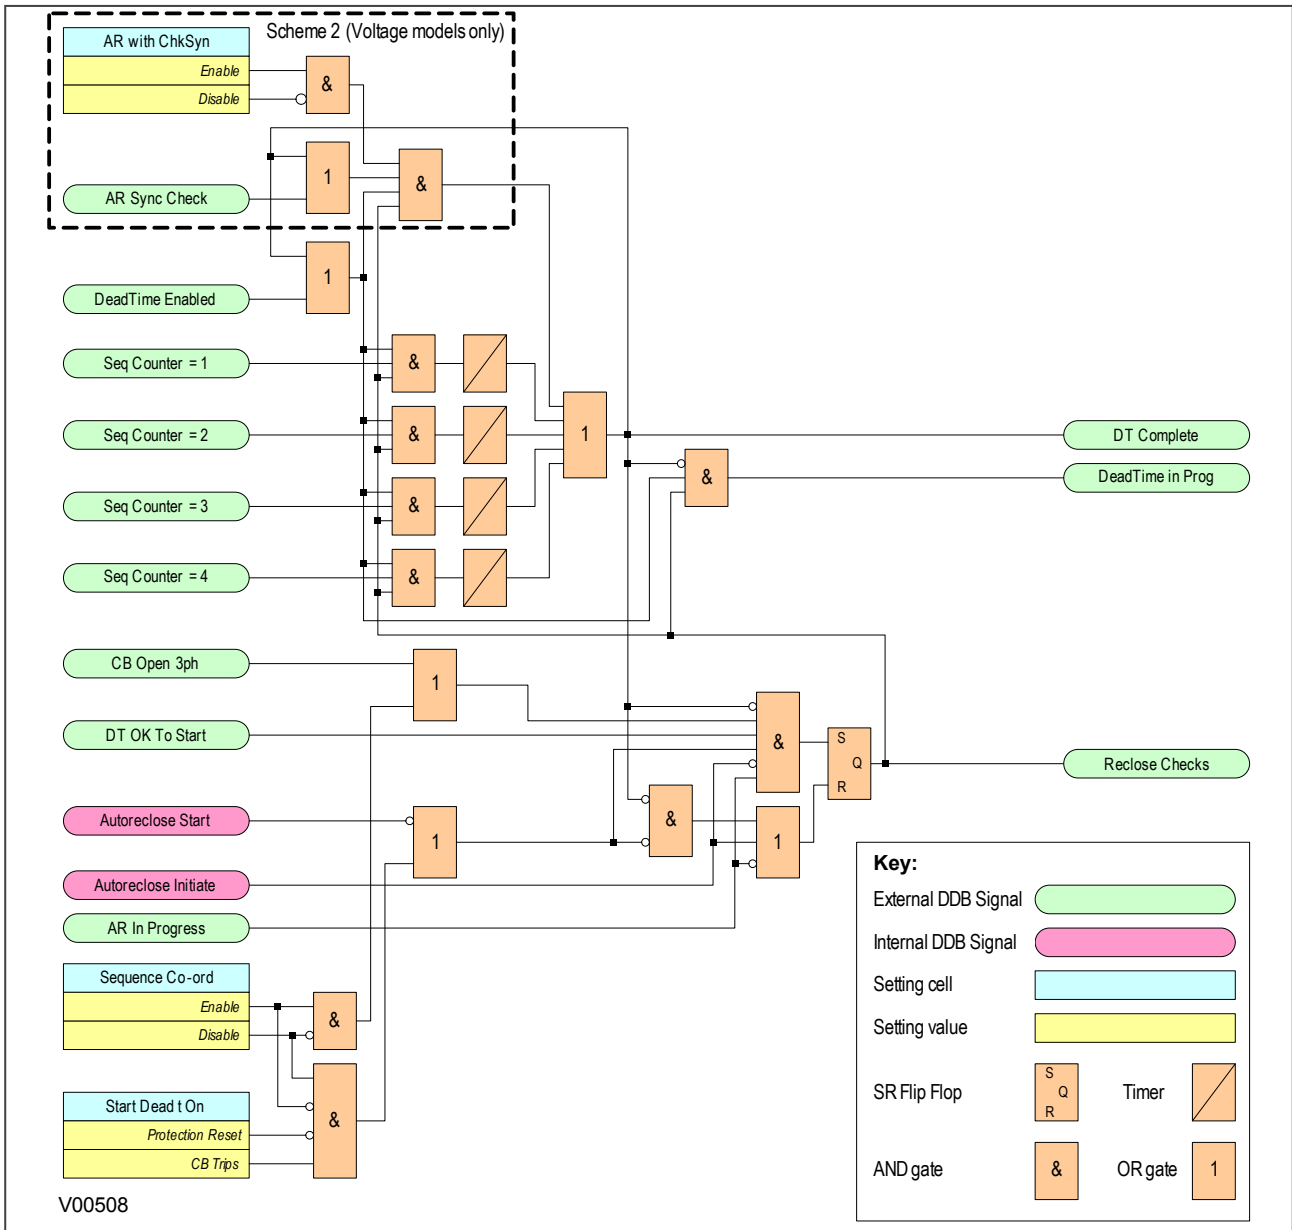 Scheme 2 (Voltage models only)
AR with ChkSyn
Enable
Disable
&
1
&
AR Sync Check
1
DeadTime Enabled
Seq Counter = 1
&
Seq Counter = 2
&
1
DT Complete
&
DeadTime in Prog
Seq Counter = 3
&
Seq Counter = 4
&
CB Open 3ph
1
DT OK To Start
&
S
Q
R
Reclose Checks
Autoreclose Start
1
&
1
Autoreclose Initiate
AR In Progress
Sequence Co-ord
Enable
Disable
&
Start Dead t On
Protection Reset
CB Trips
&
Key:
External DDB Signal
Internal DDB Signal
Setting cell
Setting value
SR Flip Flop
S
Q
R
Timer
AND gate
&
OR gate
1
V00508